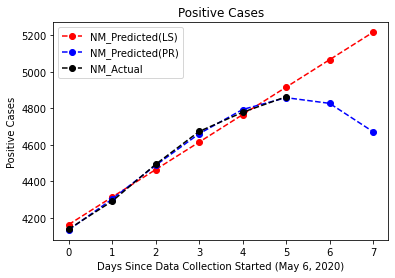 Positive Cases
NM_Predicted(LS)
NM_Predicted(PR)
NM_Actual
Positive Cases
5200
5000
4800
4600
4400
4200
0 1 2 3 4 5 6 7
Days Since Data Collection Started (May 6, 2020)